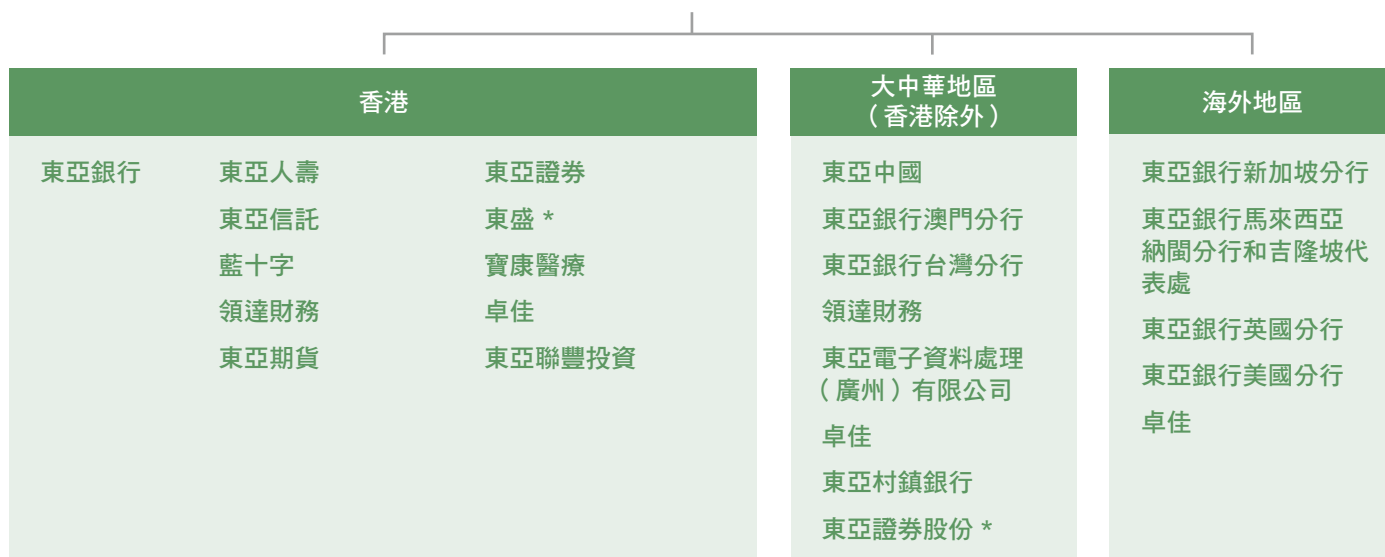 香港
東亞銀行
東亞人壽
東亞信託
藍十字
領達財務
東亞期貨
東亞證券
東盛 *
寶康醫療
卓佳
東亞聯豐投資
大中華地區
（香港除外）
東亞中國
東亞銀行澳門分行
東亞銀行台灣分行
領達財務
東亞電子資料處理
（廣州）有限公司
卓佳
東亞村鎮銀行
東亞證券股份 *
海外地區
東亞銀行新加坡分行
東亞銀行馬來西亞
納閩分行和吉隆坡代
表處
東亞銀行英國分行
東亞銀行美國分行
卓佳